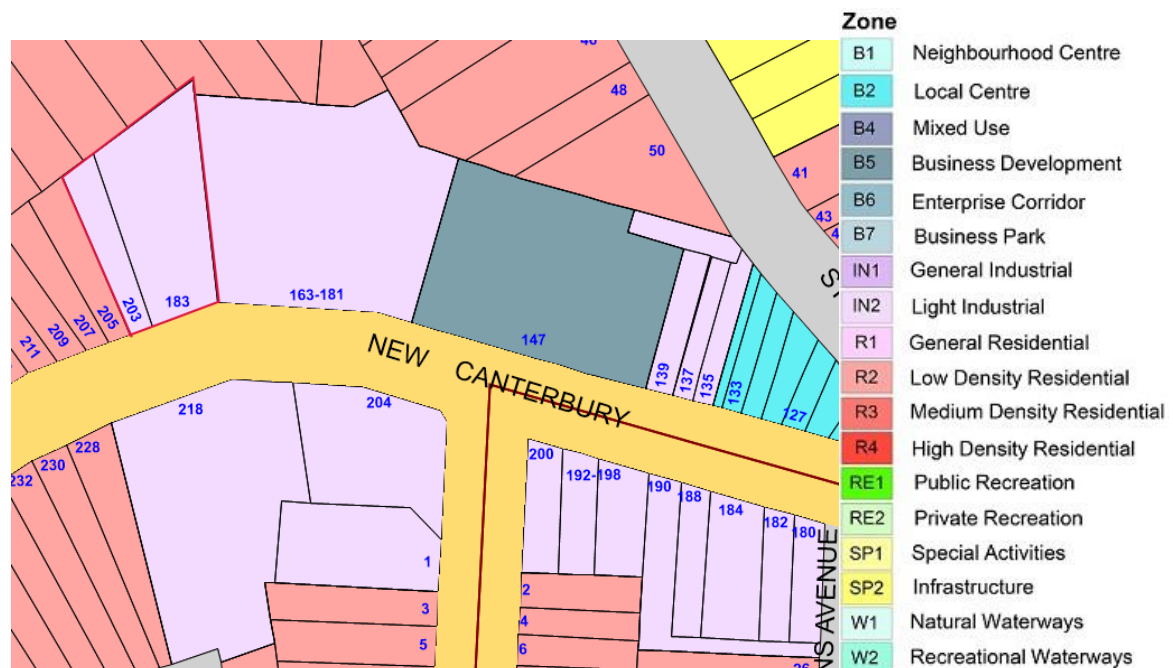 Zone
B1 Neighbourhood Centre
B2 Local Centre
B4 Mixed Use
B5 Business Development
B6 Enterprise Corridor
B7 Business Park
IN1 General Industrial
IN2 Light Industrial
R1 General Residential
R2 Low Density Residential
R3 Medium Density Residential
R4 High Density Residential
RE1 Public Recreation
RE2 Private Recreation
SP1 Special Activities
SP2 Infrastructure
W1 Natural Waterways
W2 Recreational Waterways
48
50
41
43
203
183
163-181
147
139
137
135
133
127
205
207
209
211
NEW CANTERBURY
218
204
228
230
232
200
192-198
190
188
184
182
180
1
3
5
2
4
6
NS AVENUE